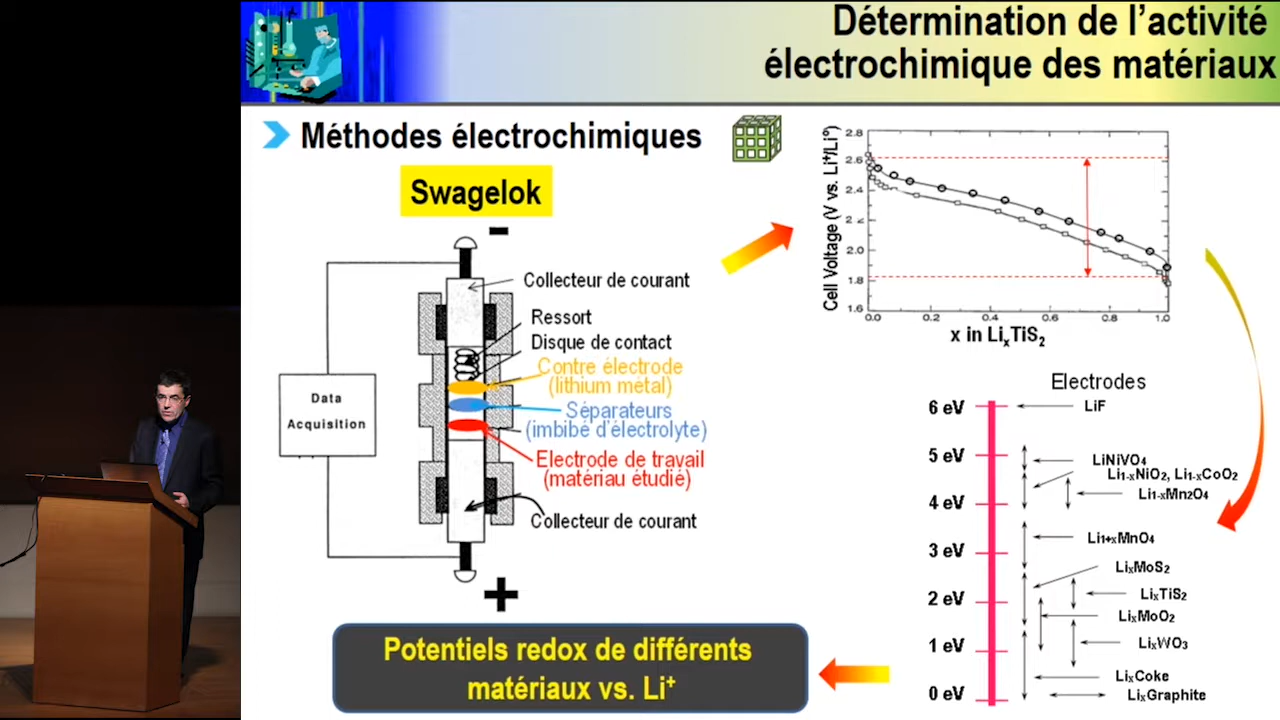 Détermination de l’activité
électrochimique des matériaux
Méthodes électrochimiques
Swagelok
-
Collecteur de courant
Ressort
Disque de contact
Contre électrode
(lithium métal)
Séparateurs
(imbibé d’électrolyte)
Electrode de travail
(matériau étudié)
Collecteur de courant
+
Data
Acquisition
Cell Voltage (V vs. Li⁺/Li⁰)
2.8
2.6
2.4
2.2
2.0
1.8
1.6
0.0 0.2 0.4 0.6 0.8 1.0
x in LiₓTiS₂
Electrodes
6 eV LiF
5 eV LiNiVO₄
Li₁₋ₓNiO₂, Li₁₋ₓCoO₂
4 eV Li₁₋ₓMn₂O₄
3 eV Li₁₊ₓMnO₄
LiₓMoS₂
2 eV LiₓTiS₂
LiₓMoO₂
1 eV LiₓWO₃
LiₓCoke
0 eV LiₓGraphite
Potentiels redox de différents
matériaux vs. Li⁺